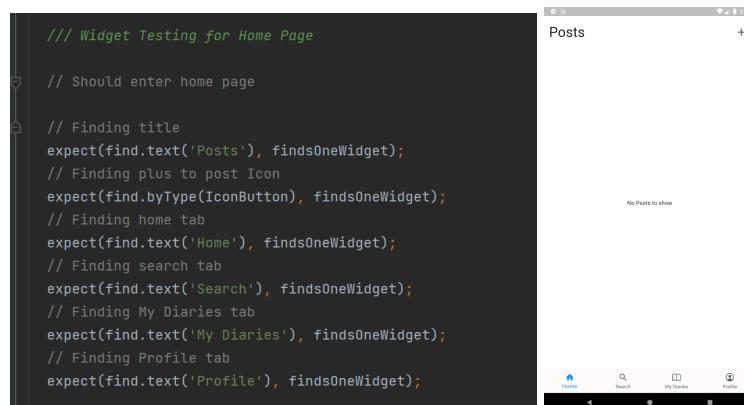 /// Widget Testing for Home Page
// Should enter home page
// Finding title
expect(find.text('Posts'), findsOneWidget);
// Finding plus to post Icon
expect(find.byType(IconButton), findsOneWidget);
// Finding home tab
expect(find.text('Home'), findsOneWidget);
// Finding search tab
expect(find.text('Search'), findsOneWidget);
// Finding My Diaries tab
expect(find.text('My Diaries'), findsOneWidget);
// Finding Profile tab
expect(find.text('Profile'), findsOneWidget);
Posts +
No Posts to show
Home Search My Diaries Profile